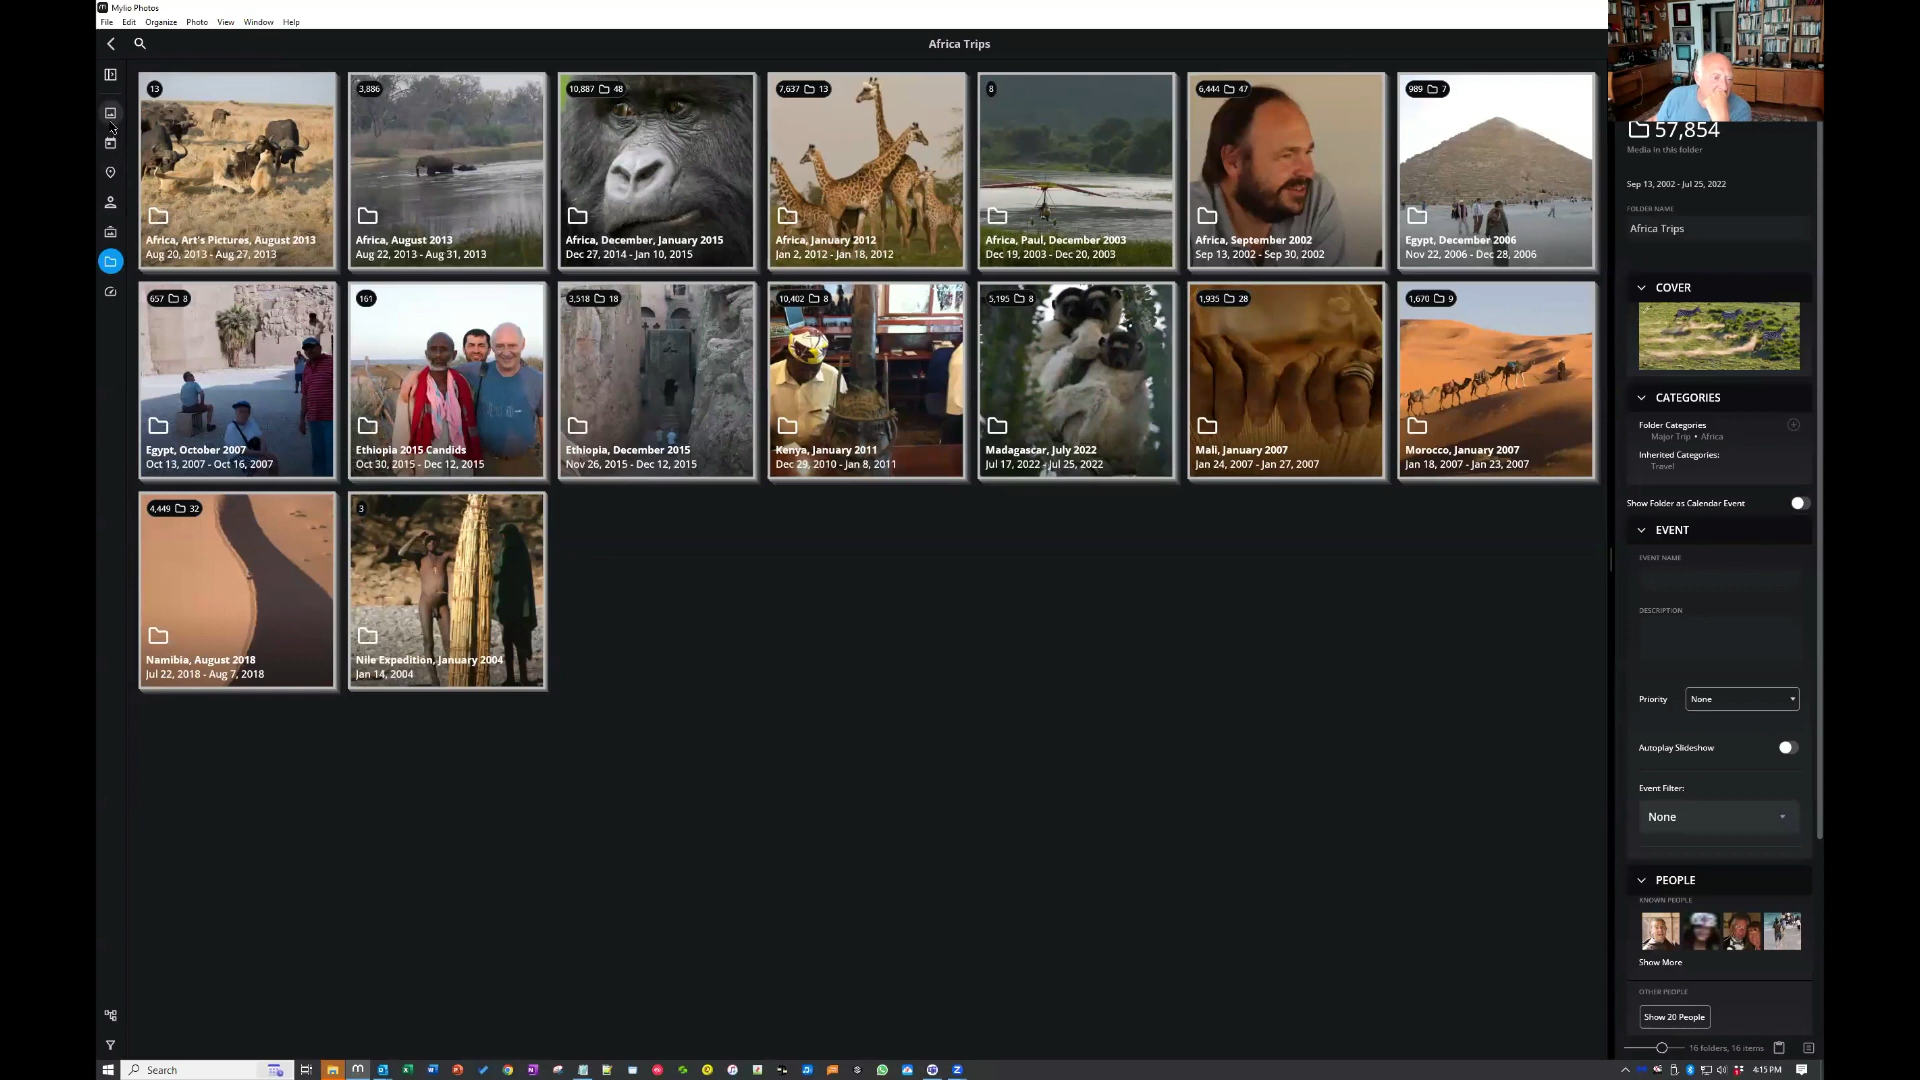 Mylio Photos
File Edit Organize Photo View Window Help
Africa Trips
13
Africa, Art's Pictures, August 2013
Aug 20, 2013 - Aug 27, 2013
3,886
Africa, August 2013
Aug 22, 2013 - Aug 31, 2013
10,887 48
Africa, December, January 2015
Dec 27, 2014 - Jan 10, 2015
7,637 13
Africa, January 2012
Jan 2, 2012 - Jan 18, 2012
8
Africa, Paul, December 2003
Dec 19, 2003 - Dec 20, 2003
6,444 47
Africa, September 2002
Sep 13, 2002 - Sep 30, 2002
989 7
Egypt, December 2006
Nov 22, 2006 - Dec 28, 2006
657 8
Egypt, October 2007
Oct 13, 2007 - Oct 16, 2007
161
Ethiopia 2015 Candids
Oct 30, 2015 - Dec 12, 2015
3,518 18
Ethiopia, December 2015
Nov 26, 2015 - Dec 12, 2015
10,402 8
Kenya, January 2011
Dec 29, 2010 - Jan 8, 2011
5,195 8
Madagascar, July 2022
Jul 17, 2022 - Jul 25, 2022
1,935 28
Mali, January 2007
Jan 24, 2007 - Jan 27, 2007
1,670 9
Morocco, January 2007
Jan 18, 2007 - Jan 23, 2007
4,449 32
Namibia, August 2018
Jul 22, 2018 - Aug 7, 2018
3
Nile Expedition, January 2004
Jan 14, 2004
57,854
Media in this folder
Sep 13, 2002 - Jul 25, 2022
FOLDER NAME
Africa Trips
COVER
CATEGORIES
Folder Categories
Major Trip • Africa
Inherited Categories:
Travel
Show Folder as Calendar Event
EVENT
EVENT NAME
DESCRIPTION
Priority None
Autoplay Slideshow
Event Filter:
None
PEOPLE
KNOWN PEOPLE
Show More
OTHER PEOPLE
Show 20 People
16 folders, 16 items
Search
4:15 PM